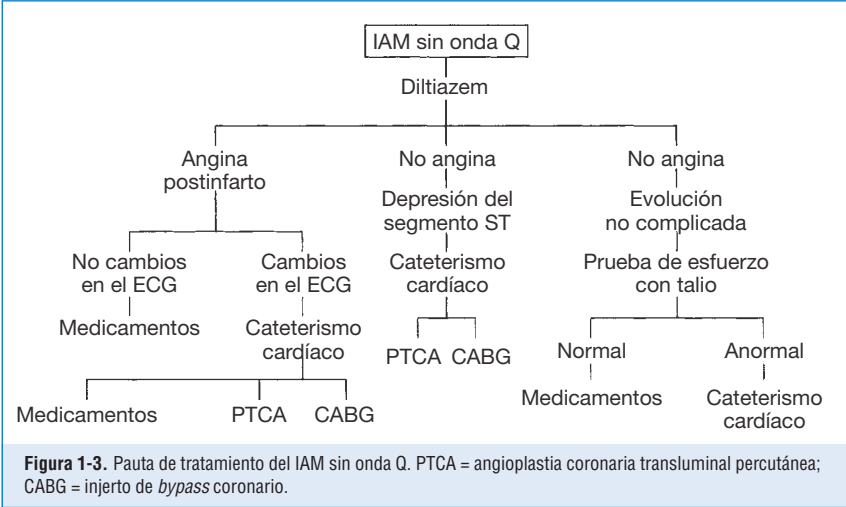 IAM sin onda Q
Diltiazem
Angina
postinfarto
No angina
No angina
Depresión del
segmento ST
Evolución
no complicada
No cambios
en el ECG
Cambios
en el ECG
Cateterismo
cardíaco
Prueba de esfuerzo
con talio
Medicamentos
Cateterismo
cardíaco
PTCA CABG
Normal
Anormal
Medicamentos
Cateterismo
cardíaco
Medicamentos
PTCA
CABG
Figura 1-3. Pauta de tratamiento del IAM sin onda Q. PTCA = angioplastia coronaria transluminal percutánea;
CABG = injerto de bypass coronario.